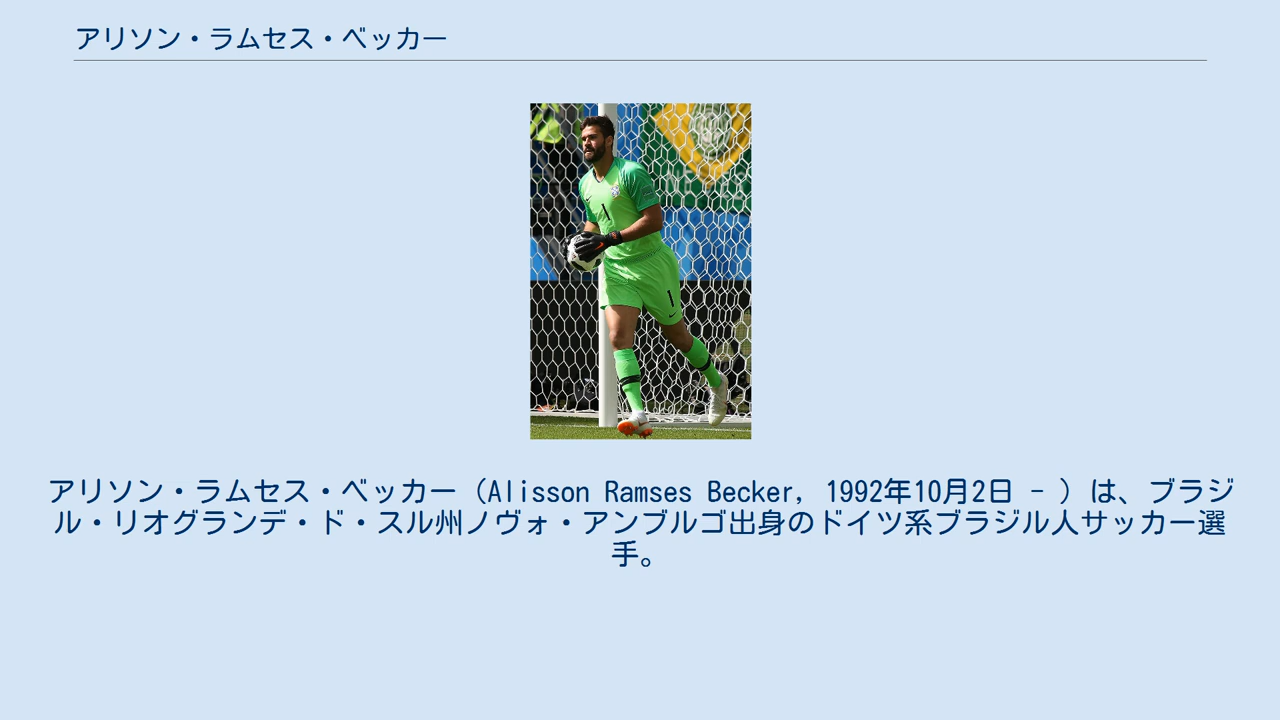 アリソン・ラムセス・ベッカー
1
1
アリソン・ラムセス・ベッカー（Alisson Ramses Becker, 1992年10月2日 - ）は、ブラジ
ル・リオグランデ・ド・スル州ノヴォ・アンブルゴ出身のドイツ系ブラジル人サッカー選
手。